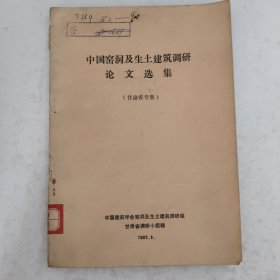 中国窑洞及生土建筑调研
论文选集
(甘肃省专辑)
中国建筑学会窑洞及生土建筑调研组
甘肃省调研小组辑